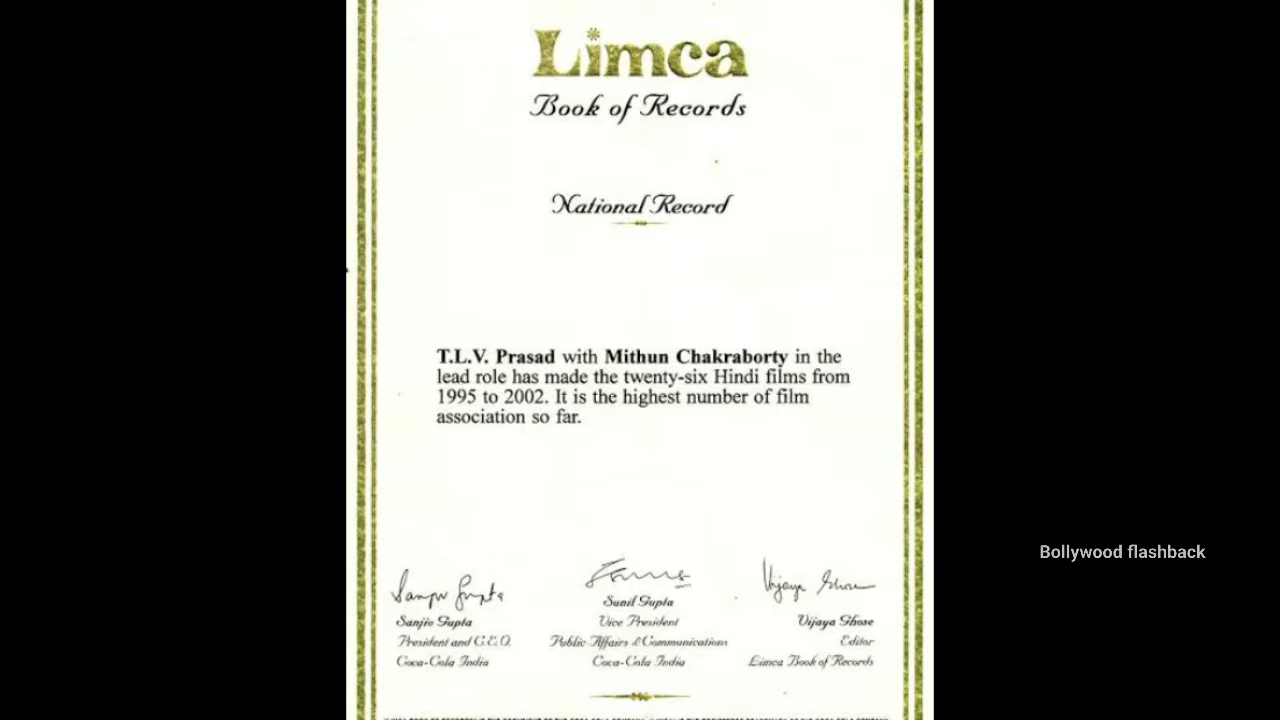 Limca
Book of Records
National Record
T.L.V. Prasad with Mithun Chakraborty in the
lead role has made the twenty-six Hindi films from
1995 to 2002. It is the highest number of film
association so far.
Bollywood flashback
Sanjiv Gupta
President and C.E.O.
Coca-Cola India
Sunil Gupta
Vice President
Public Affairs & Communications
Coca-Cola India
Vijaya Ghose
Editor
Limca Book of Records